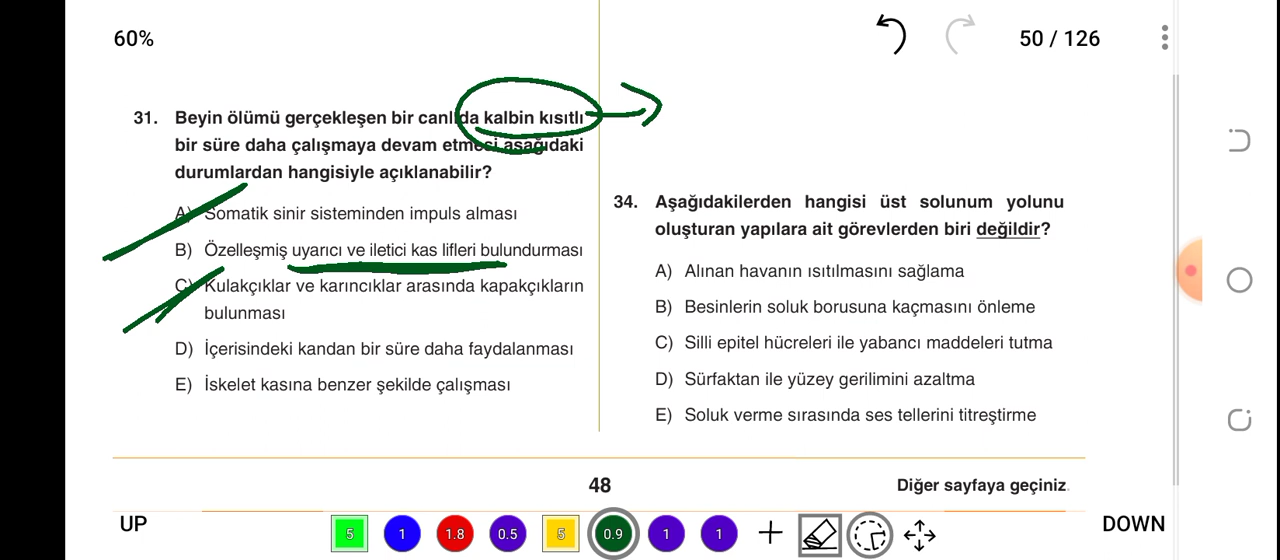 60%
50 / 126
31. Beyin ölümü gerçekleşen bir canlıda kalbin kısıtlı
bir süre daha çalışmaya devam etmesi aşağıdaki
durumlardan hangisiyle açıklanabilir?
A) Somatik sinir sisteminden impuls alması
B) Özelleşmiş uyarıcı ve iletici kas lifleri bulundurması
C) Kulakçıklar ve karıncıklar arasında kapakçıkların
bulunması
D) İçerisindeki kandan bir süre daha faydalanması
E) İskelet kasına benzer şekilde çalışması
34. Aşağıdakilerden hangisi üst solunum yolunu
oluşturan yapılara ait görevlerden biri değildir?
A) Alınan havanın ısıtılmasını sağlama
B) Besinlerin soluk borusuna kaçmasını önleme
C) Silli epitel hücreleri ile yabancı maddeleri tutma
D) Sürfaktan ile yüzey gerilimini azaltma
E) Soluk verme sırasında ses tellerini titreştirme
48
Diğer sayfaya geçiniz.
UP
5 1 1.8 0.5 5 0.9 1 1
DOWN